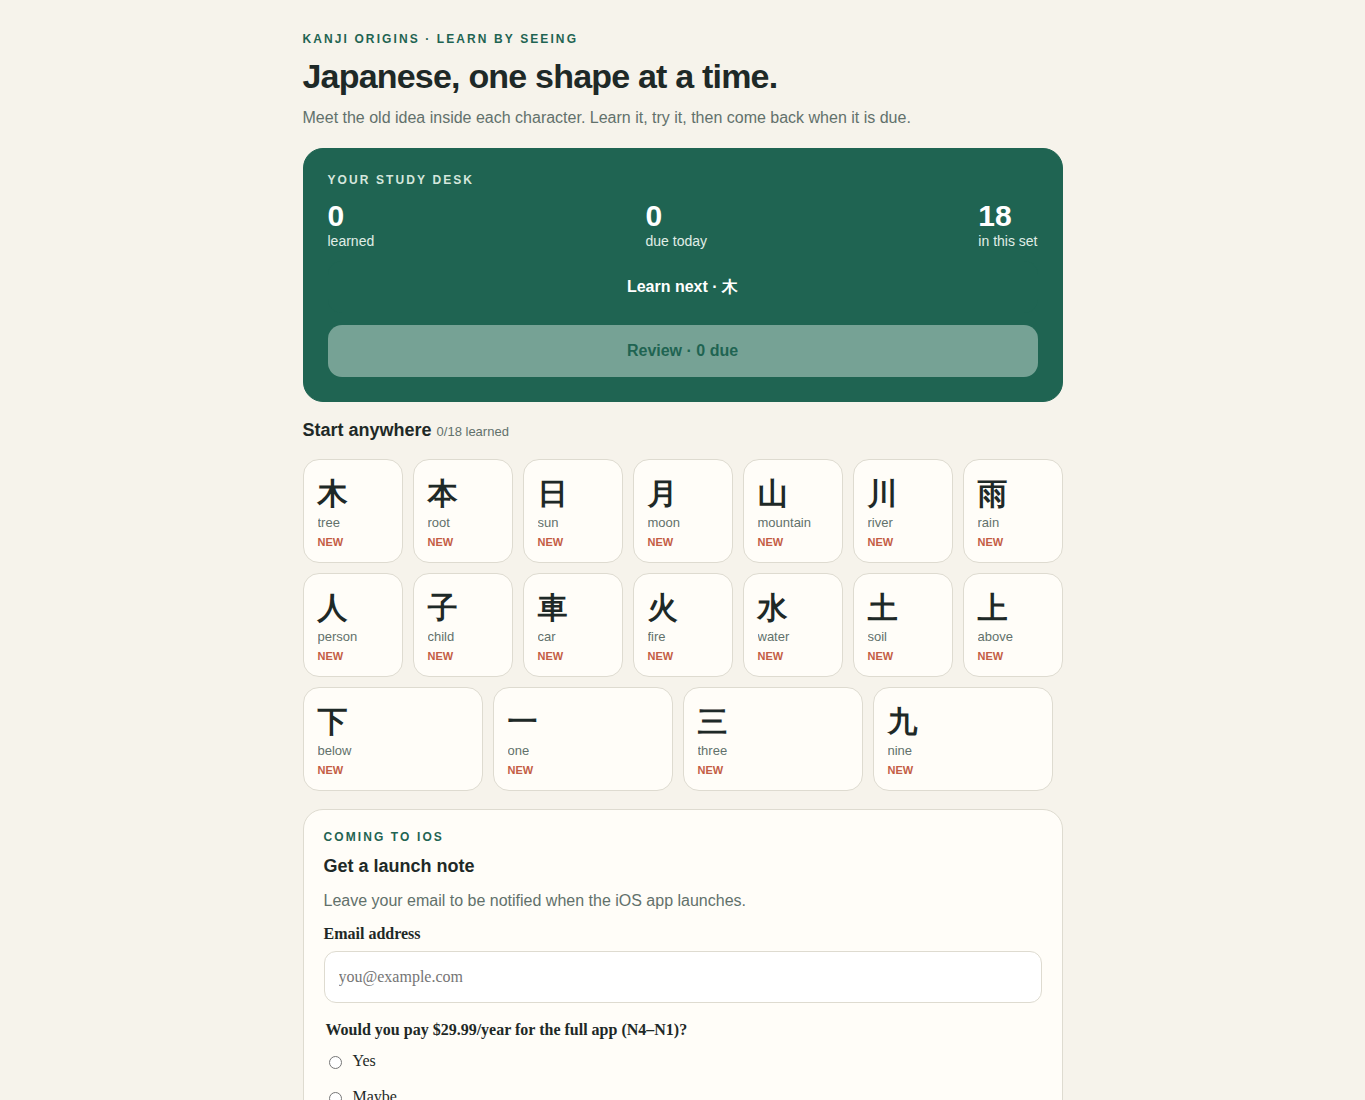 KANJI ORIGINS · LEARN BY SEEING
Japanese, one shape at a time.
Meet the old idea inside each character. Learn it, try it, then come back when it is due.
YOUR STUDY DESK
0 0 18
learned due today in this set
Learn next · 木
Review · 0 due
Start anywhere 0/18 learned
木 本 日 月 山 川 雨
tree root sun moon mountain river rain
NEW NEW NEW NEW NEW NEW NEW
人 子 車 火 水 土 上
person child car fire water soil above
NEW NEW NEW NEW NEW NEW NEW
下 一 三 九
below one three nine
NEW NEW NEW NEW
COMING TO IOS
Get a launch note
Leave your email to be notified when the iOS app launches.
Email address
you@example.com
Would you pay $29.99/year for the full app (N4–N1)?
Yes
Maybe